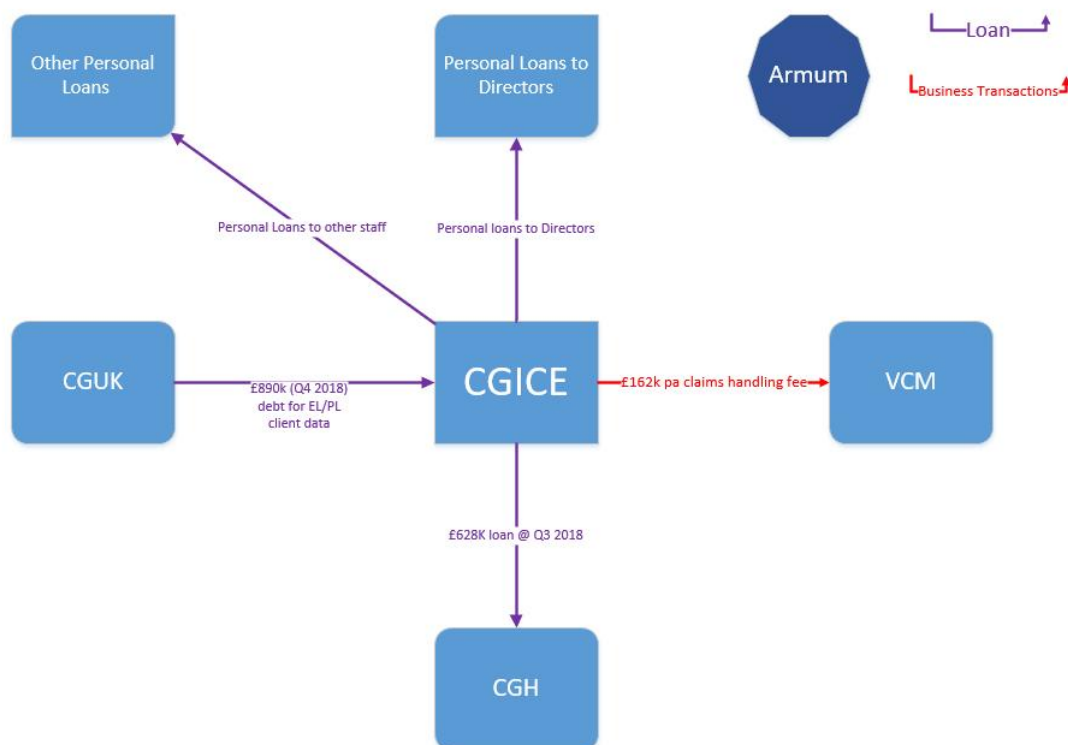 Other Personal
Loans
Personal Loans to
Directors
Armum
Loan
Business Transactions
Personal Loans to other staff
Personal loans to Directors
CGUK
£890k (Q4 2018)
debt for EL/PL
client data
CGICE
£162k pa claims handling fee
VCM
£628K loan @ Q3 2018
CGH